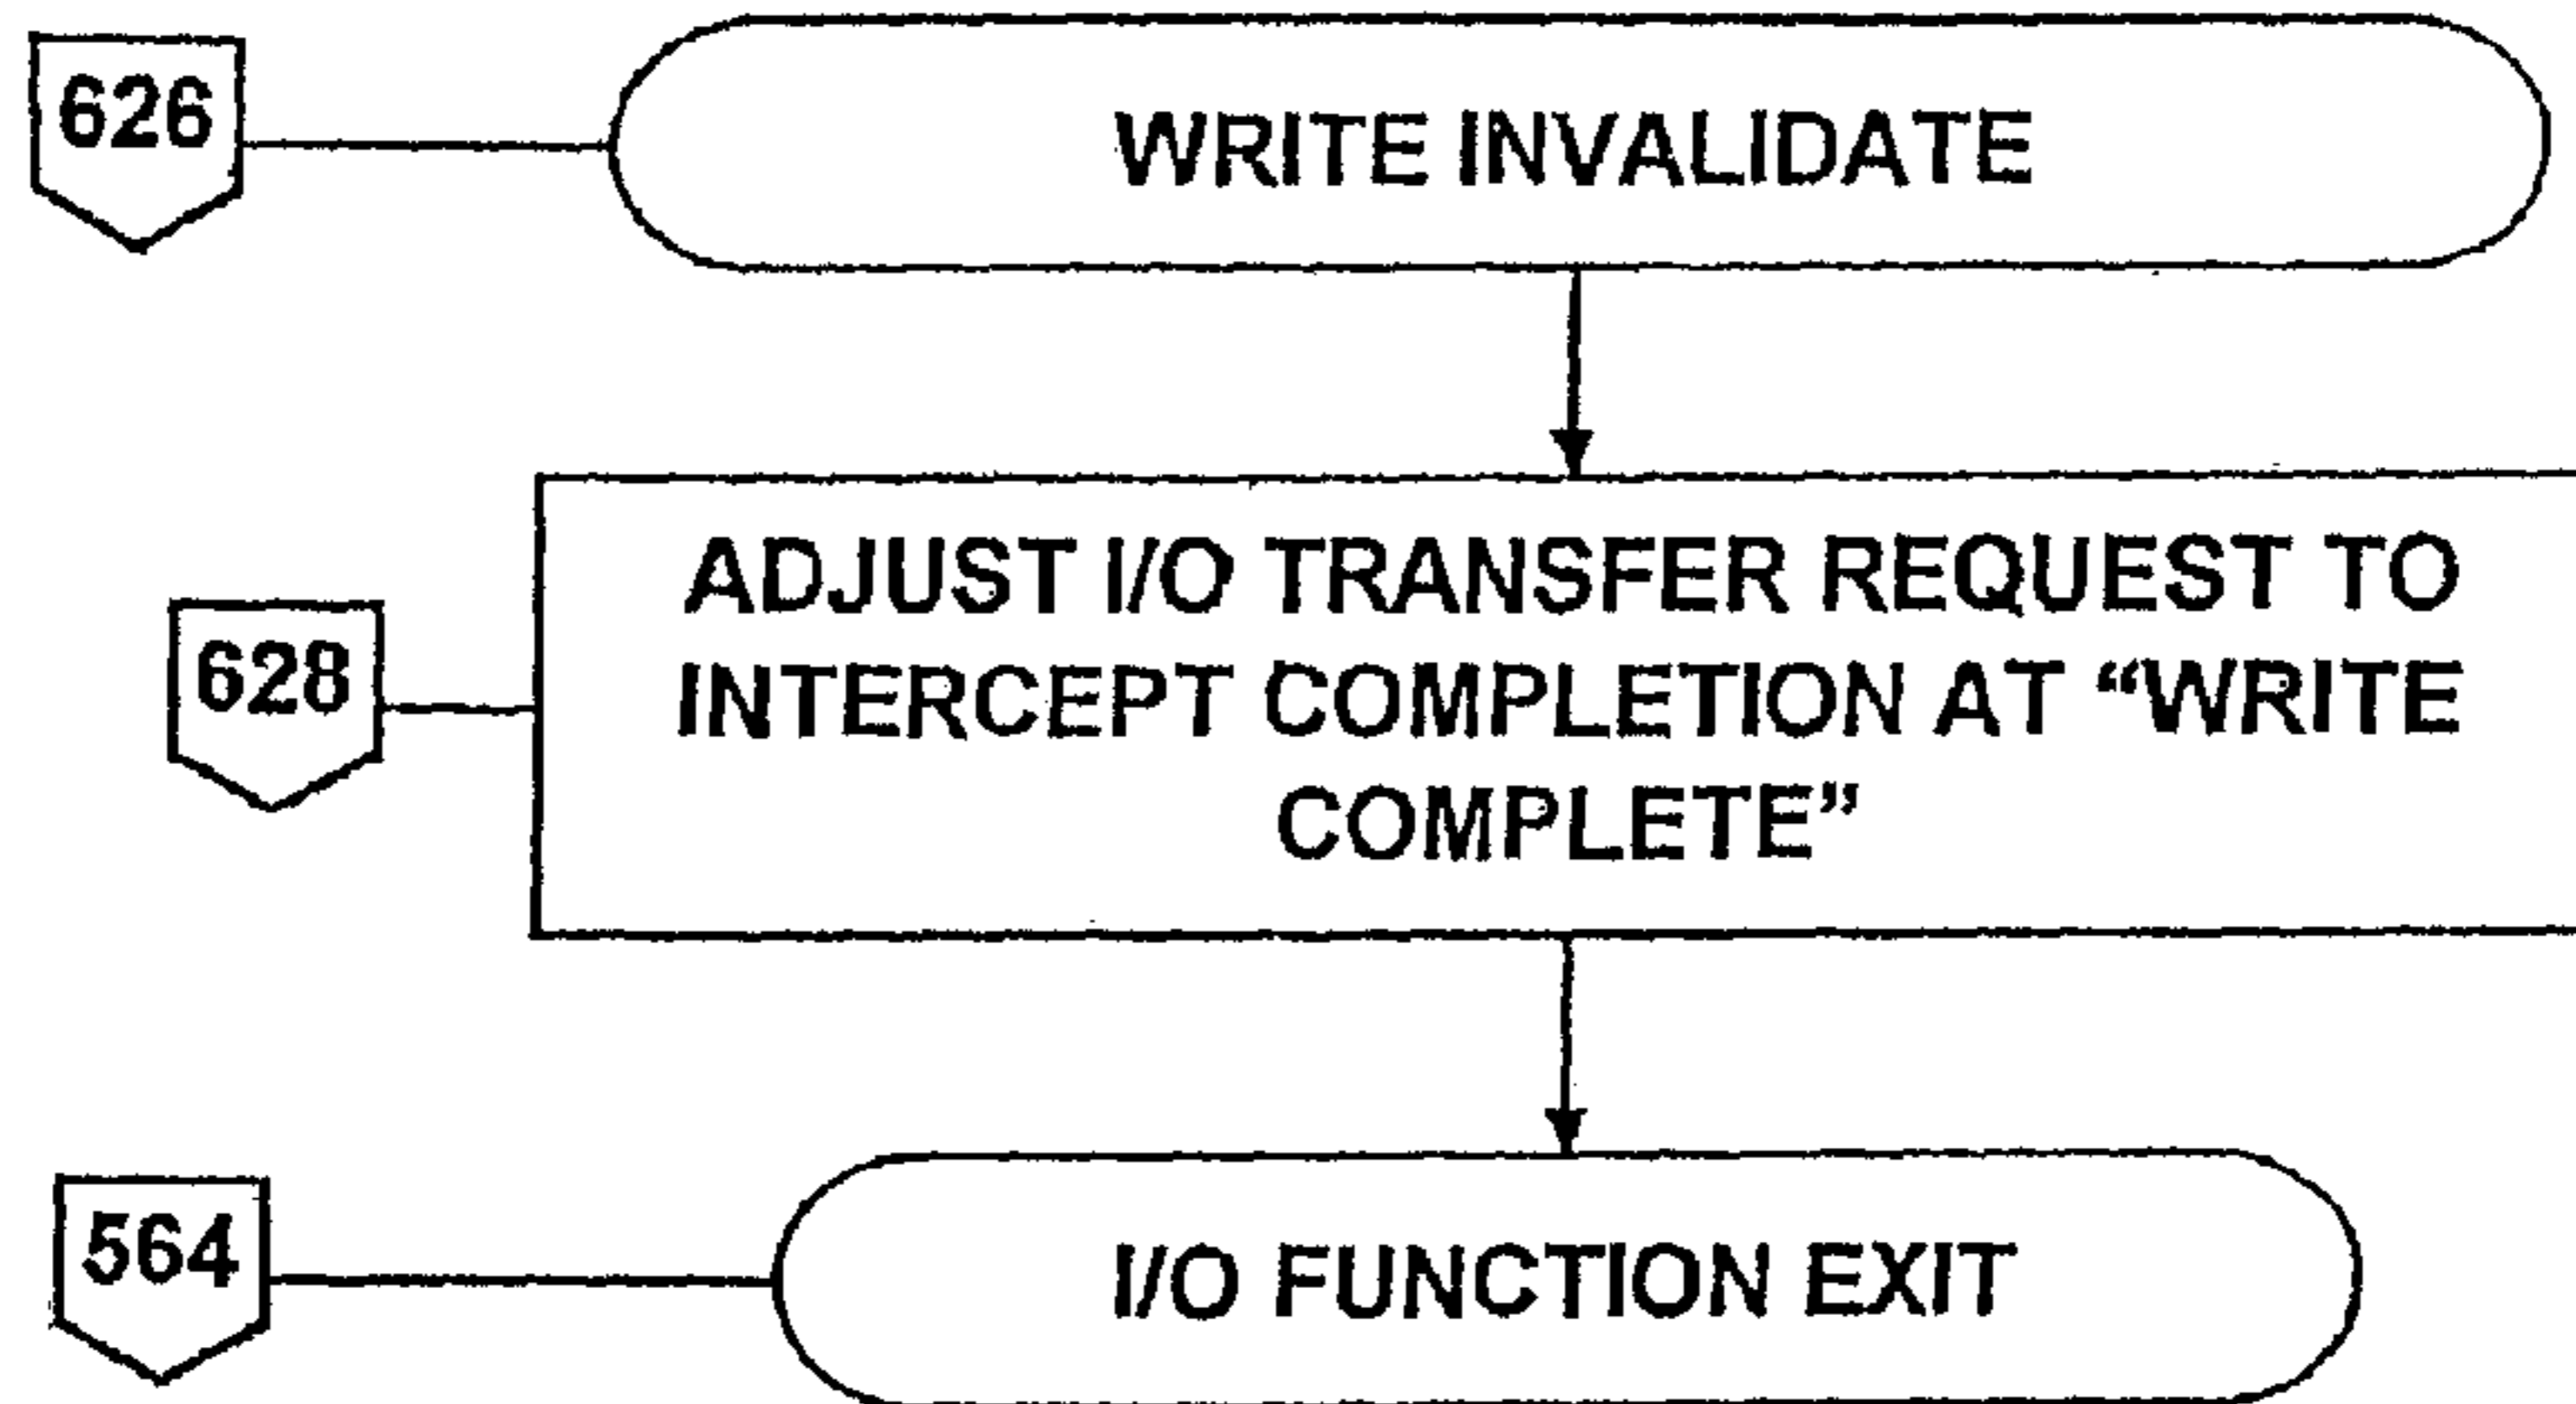 626
WRITE INVALIDATE
ADJUST I/O TRANSFER REQUEST TO
628
INTERCEPT COMPLETION AT “WRITE
COMPLETE”
564
I/O FUNCTION EXIT